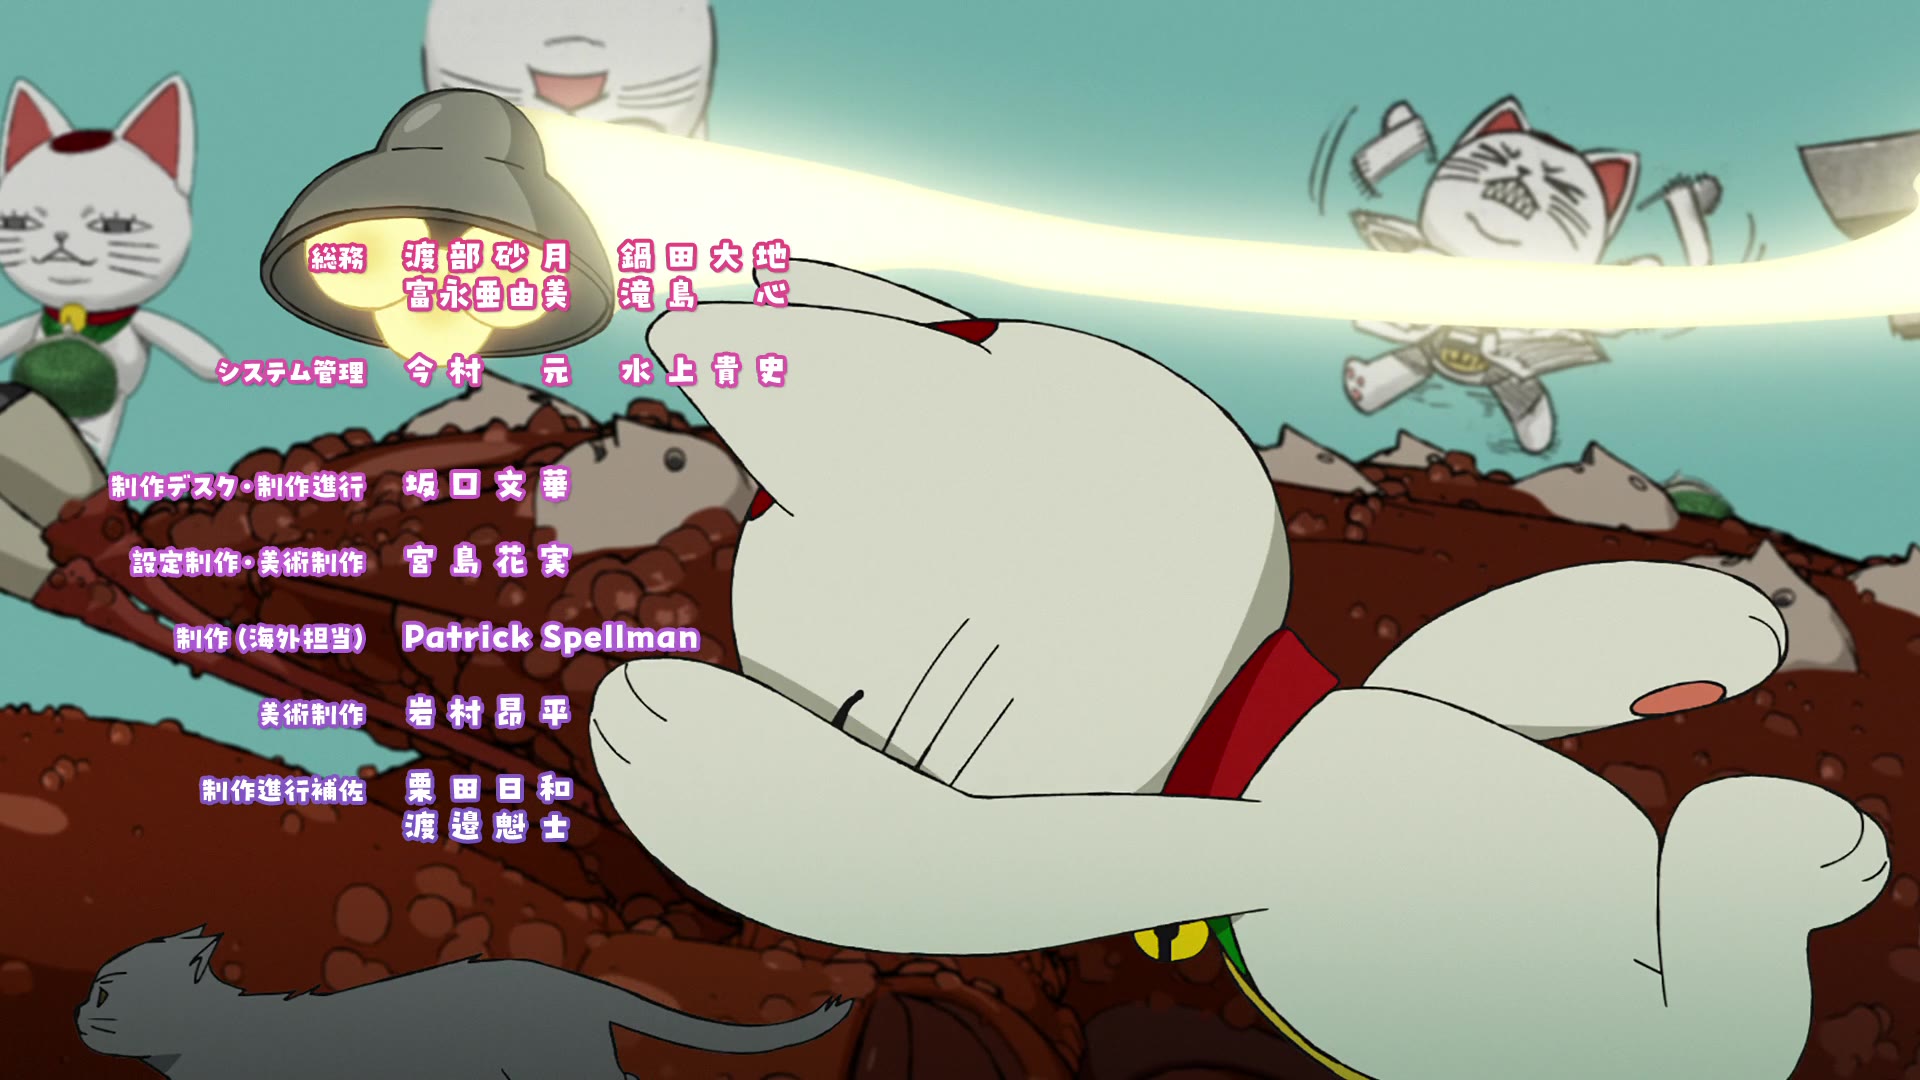 総務 渡部砂月 鍋田大地
富永亜由美 滝島心
システム管理 今村元 水上貴史
制作デスク・制作進行 坂口文華
設定制作・美術制作 宮島花実
制作(海外担当) Patrick Spellman
美術制作 岩村昂平
制作進行補佐 栗田日和
渡邉魁士